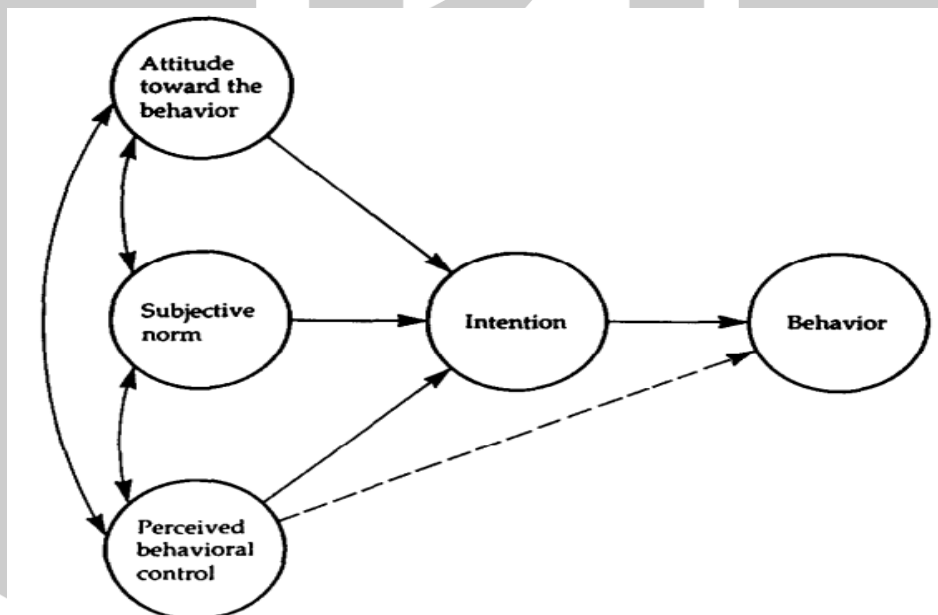 Attitude
toward the
behavior
Subjective
norm
Intention
Behavior
Perceived
behavioral
control